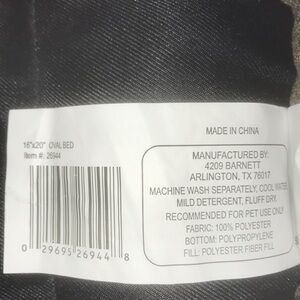 16"x20" OVAL BED
Item #: 26944
0 29695 26944 8
MADE IN CHINA
MANUFACTURED BY:
4209 BARNETT
ARLINGTON, TX 76017
MACHINE WASH SEPARATELY, COOL WATER
MILD DETERGENT, FLUFF DRY.
RECOMMENDED FOR PET USE ONLY
FABRIC: 100% POLYESTER
BOTTOM: POLYPROPYLENE
FILL: POLYESTER FIBER FILL